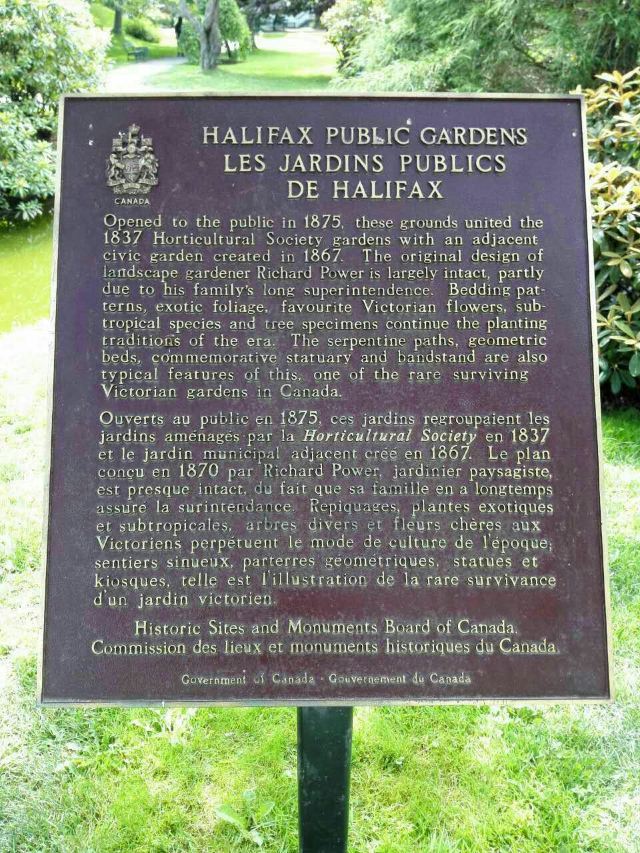 CANADA
HALIFAX PUBLIC GARDENS
LES JARDINS PUBLICS
DE HALIFAX
Opened to the public in 1875, these grounds united the
1837 Horticultural Society gardens with an adjacent
civic garden created in 1867. The original design of
landscape gardener Richard Power is largely intact, partly
due to his family's long superintendence. Bedding pat-
terns, exotic foliage, favourite Victorian flowers, sub-
tropical species and tree specimens continue the planting
traditions of the era. The serpentine paths, geometric
beds, commemorative statuary and bandstand are also
typical features of this, one of the rare surviving
Victorian gardens in Canada.
Ouverts au public en 1875, ces jardins regroupaient les
jardins aménagés par la Horticultural Society en 1837
et le jardin municipal adjacent créé en 1867. Le plan
conçu en 1870 par Richard Power, jardinier paysagiste,
est presque intact, du fait que sa famille en a longtemps
assuré la surintendance. Repiquages, plantes exotiques
et subtropicales, arbres divers et fleurs chères aux
Victoriens perpétuent le mode de culture de l'époque;
sentiers sinueux, parterres géométriques, statues et
kiosques, telle est l'illustration de la rare survivance
d'un jardin victorien.
Historic Sites and Monuments Board of Canada.
Commission des lieux et monuments historiques du Canada.
Government of Canada · Gouvernement du Canada